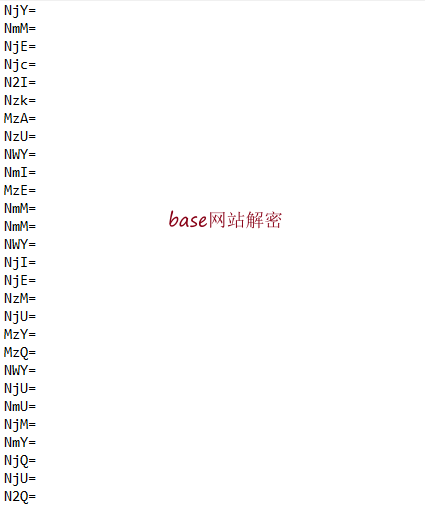 NjY=
NmM=
NjE=
Njc=
N2I=
Nzk=
MzA=
NzU=
NWY=
NmI=
MzE=
NmM=
NmM=
NWY=
NjI=
NjE=
NzM=
NjU=
MzY=
MzQ=
NWY=
NjU=
NmU=
NjM=
NmY=
NjQ=
NjU=
N2Q=
base网站解密